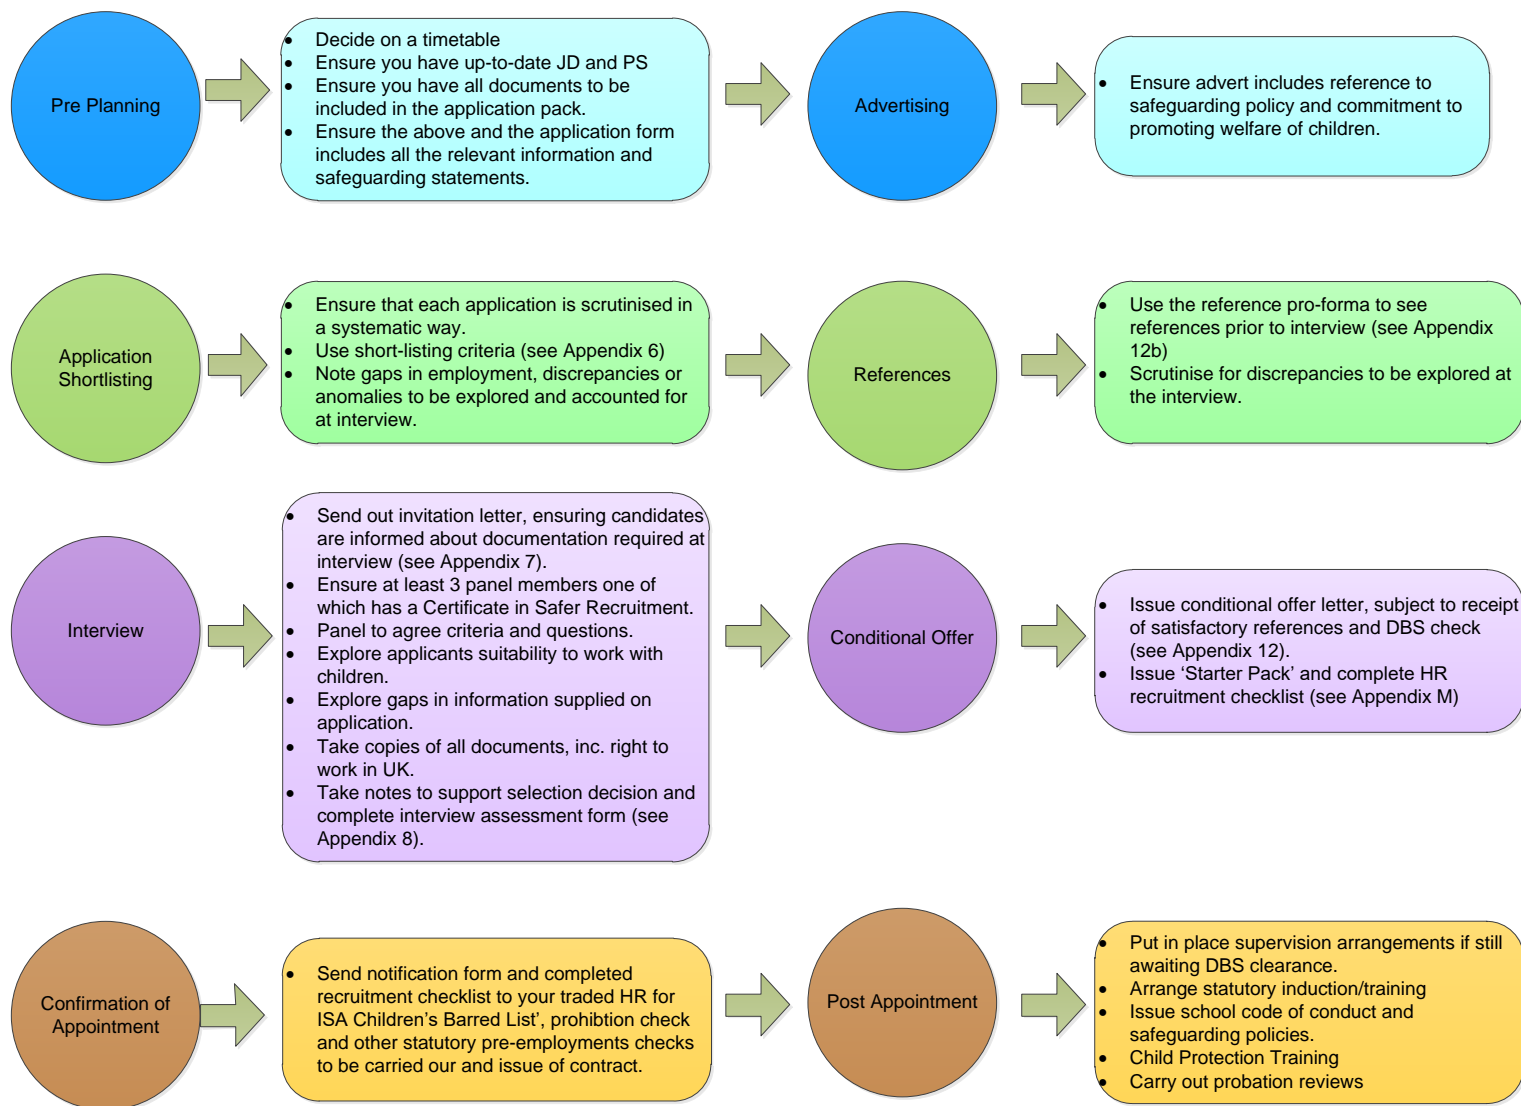 Pre Planning
• Decide on a timetable
• Ensure you have up-to-date JD and PS
• Ensure you have all documents to be
included in the application pack.
• Ensure the above and the application form
includes all the relevant information and
safeguarding statements.
Advertising
• Ensure advert includes reference to
safeguarding policy and commitment to
promoting welfare of children.
Application
Shortlisting
• Ensure that each application is scrutinised in
a systematic way.
• Use short-listing criteria (see Appendix 6)
• Note gaps in employment, discrepancies or
anomalies to be explored and accounted for
at interview.
References
• Use the reference pro-forma to see
references prior to interview (see Appendix
12b)
• Scrutinise for discrepancies to be explored at
the interview.
Interview
• Send out invitation letter, ensuring candidates
are informed about documentation required at
interview (see Appendix 7).
• Ensure at least 3 panel members one of
which has a Certificate in Safer Recruitment.
• Panel to agree criteria and questions.
• Explore applicants suitability to work with
children.
• Explore gaps in information supplied on
application.
• Take copies of all documents, inc. right to
work in UK.
• Take notes to support selection decision and
complete interview assessment form (see
Appendix 8).
Conditional Offer
• Issue conditional offer letter, subject to receipt
of satisfactory references and DBS check
(see Appendix 12).
• Issue ‘Starter Pack’ and complete HR
recruitment checklist (see Appendix M)
Confirmation of
Appointment
• Send notification form and completed
recruitment checklist to your traded HR for
ISA Children’s Barred List’, prohibtion check
and other statutory pre-employments checks
to be carried our and issue of contract.
Post Appointment
• Put in place supervision arrangements if still
awaiting DBS clearance.
• Arrange statutory induction/training
• Issue school code of conduct and
safeguarding policies.
• Child Protection Training
• Carry out probation reviews